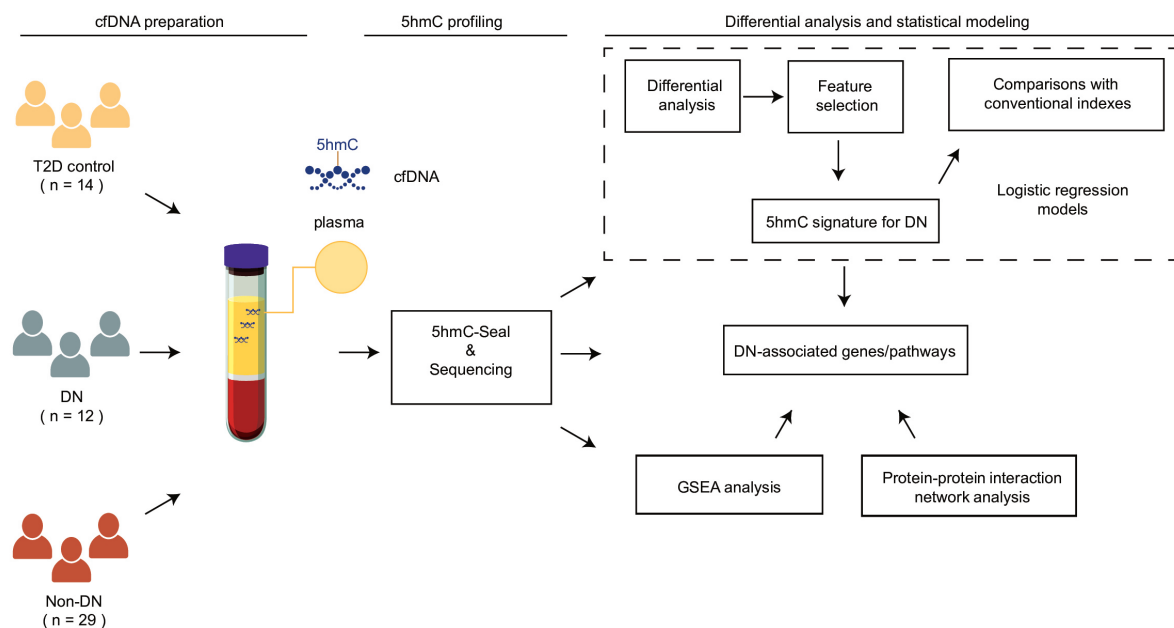 cfDNA preparation
5hmC profiling
Differential analysis and statistical modeling
T2D control
( n = 14 )
DN
( n = 12 )
Non-DN
( n = 29 )
5hmC
cfDNA
plasma
5hmC-Seal
&
Sequencing
Differential
analysis
Feature
selection
Comparisons with
conventional indexes
5hmC signature for DN
Logistic regression
models
DN-associated genes/pathways
GSEA analysis
Protein-protein interaction
network analysis